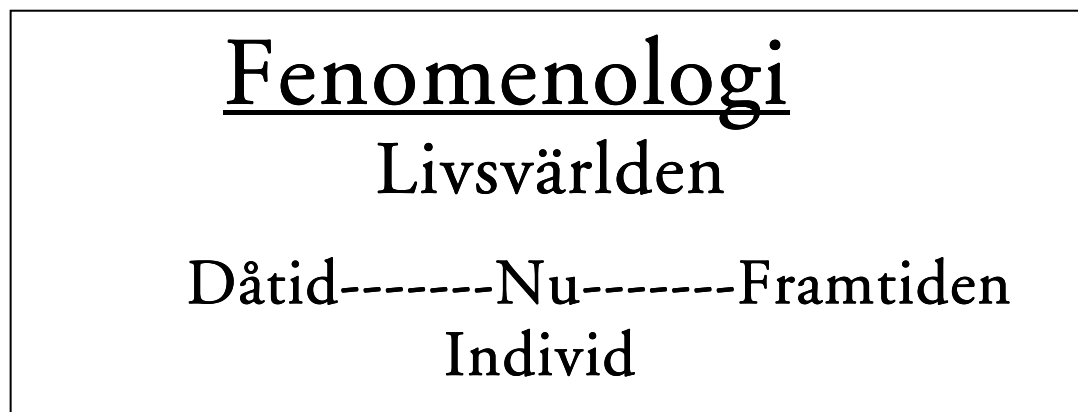 Fenomenologi
Livsvärlden
Dåtid-------Nu-------Framtiden
Individ